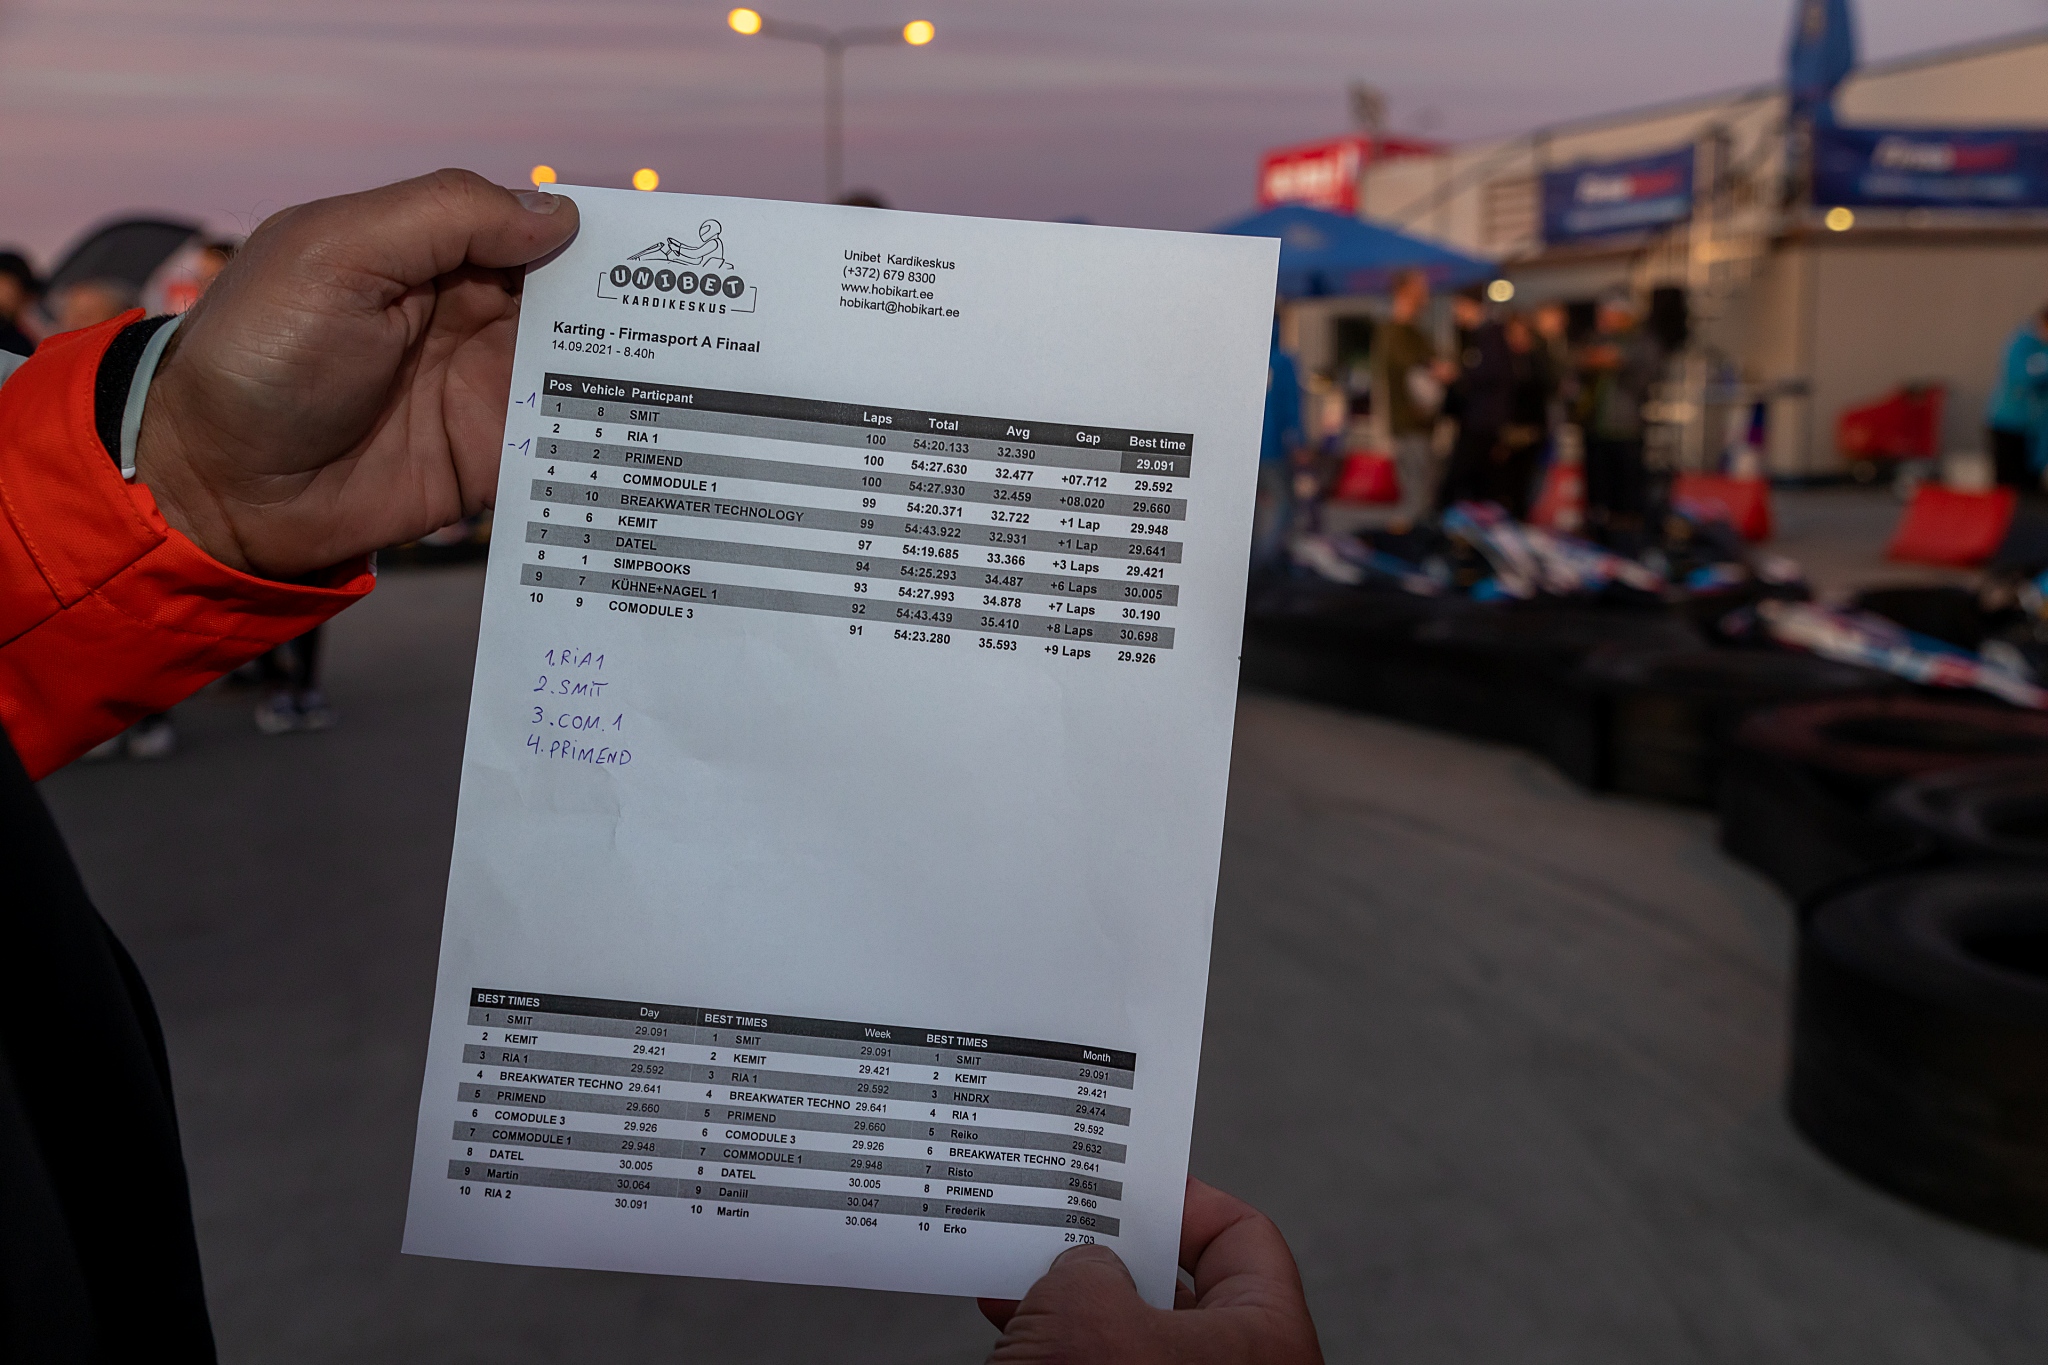 UNIBET
KARDIKESKUS
Unibet Kardikeskus
(+372) 679 8300
www.hobikart.ee
hobikart@hobikart.ee
Karting - Firmasport A Finaal
14.09.2021 - 8.40h
Pos Vehicle Particpant Laps Total Avg Gap Best time
-1 1 8 SMIT 100 54:20.133 32.390 29.091
2 5 RIA 1 100 54:27.630 32.477 +07.712 29.592
-1 3 2 PRIMEND 100 54:27.930 32.459 +08.020 29.660
4 4 COMMODULE 1 99 54:20.371 32.722 +1 Lap 29.948
5 10 BREAKWATER TECHNOLOGY 99 54:43.922 32.931 +1 Lap 29.641
6 6 KEMIT 97 54:19.685 33.366 +3 Laps 29.421
7 3 DATEL 94 54:25.293 34.487 +6 Laps 30.005
8 1 SIMPBOOKS 93 54:27.993 34.878 +7 Laps 30.190
9 7 KÜHNE+NAGEL 1 92 54:43.439 35.410 +8 Laps 30.698
10 9 COMODULE 3 91 54:23.280 35.593 +9 Laps 29.926
1. RIA1
2. SMIT
3. COM. 1
4. PRIMEND
BEST TIMES Day
1 SMIT 29.091
2 KEMIT 29.421
3 RIA 1 29.592
4 BREAKWATER TECHNO 29.641
5 PRIMEND 29.660
6 COMODULE 3 29.926
7 COMMODULE 1 29.948
8 DATEL 30.005
9 Martin 30.064
10 RIA 2 30.091
BEST TIMES Week
1 SMIT 29.091
2 KEMIT 29.421
3 RIA 1 29.592
4 BREAKWATER TECHNO 29.641
5 PRIMEND 29.660
6 COMODULE 3 29.926
7 COMMODULE 1 29.948
8 DATEL 30.005
9 Daniil 30.047
10 Martin 30.064
BEST TIMES Month
1 SMIT 29.091
2 KEMIT 29.421
3 HNDRX 29.474
4 RIA 1 29.592
5 Reiko 29.632
6 BREAKWATER TECHNO 29.641
7 Risto 29.651
8 PRIMEND 29.660
9 Frederik 29.662
10 Erko 29.703